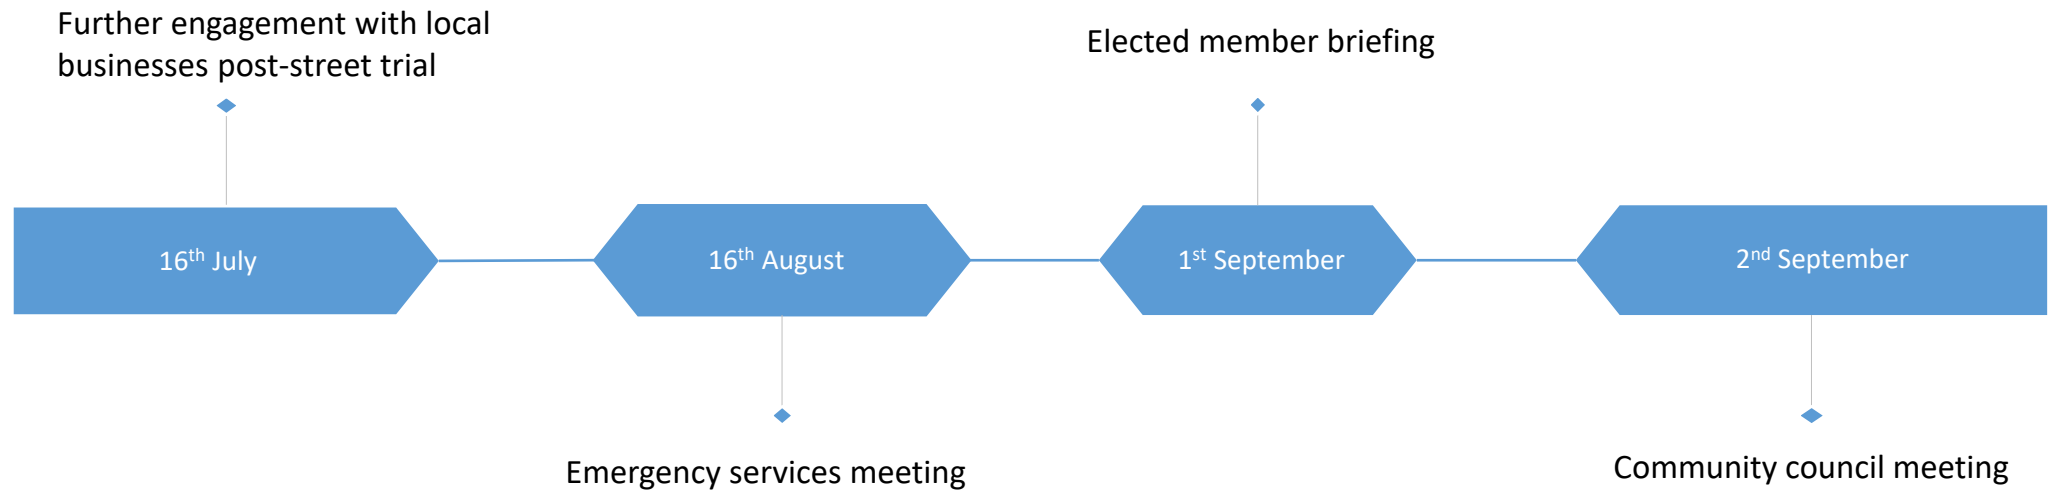 Further engagement with local
businesses post-street trial
Elected member briefing
16th July
16th August
1st September
2nd September
Emergency services meeting
Community council meeting